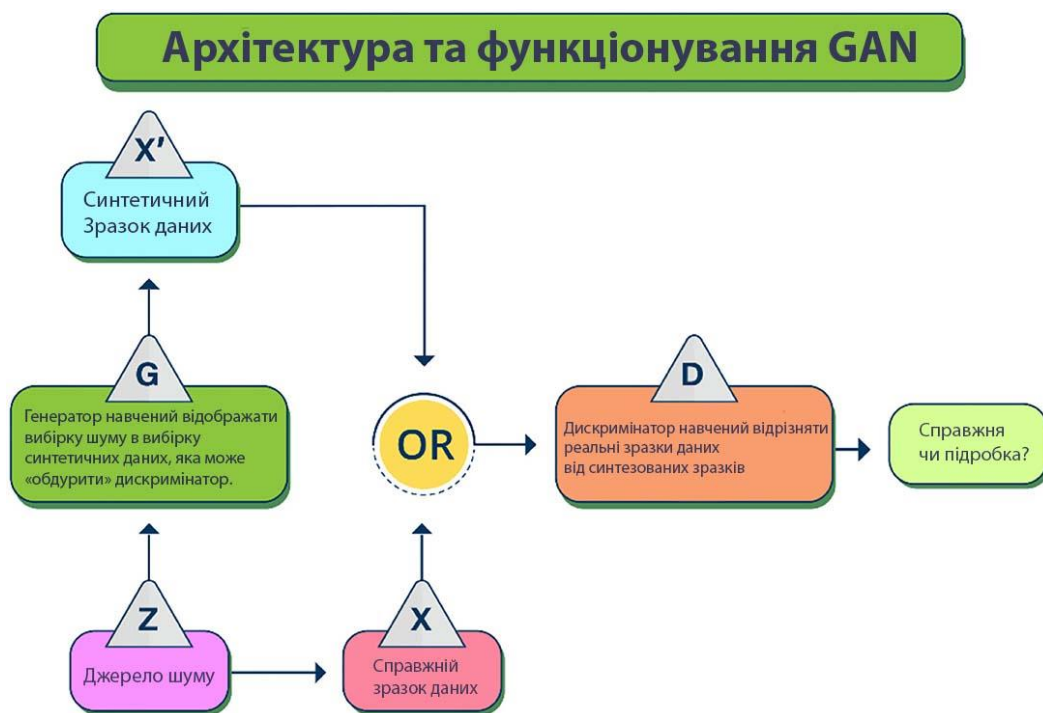 Архітектура та функціонування GAN
X'
Синтетичний
Зразок даних
G
Генератор навчений відображати
вибірку шуму в вибірку
синтетичних даних, яка може
«обдурити» дискримінатор.
OR
D
Дискримінатор навчений відрізняти
реальні зразки даних
від синтезованих зразків
Справжня
чи підробка?
Z
Джерело шуму
X
Справжній
зразок даних